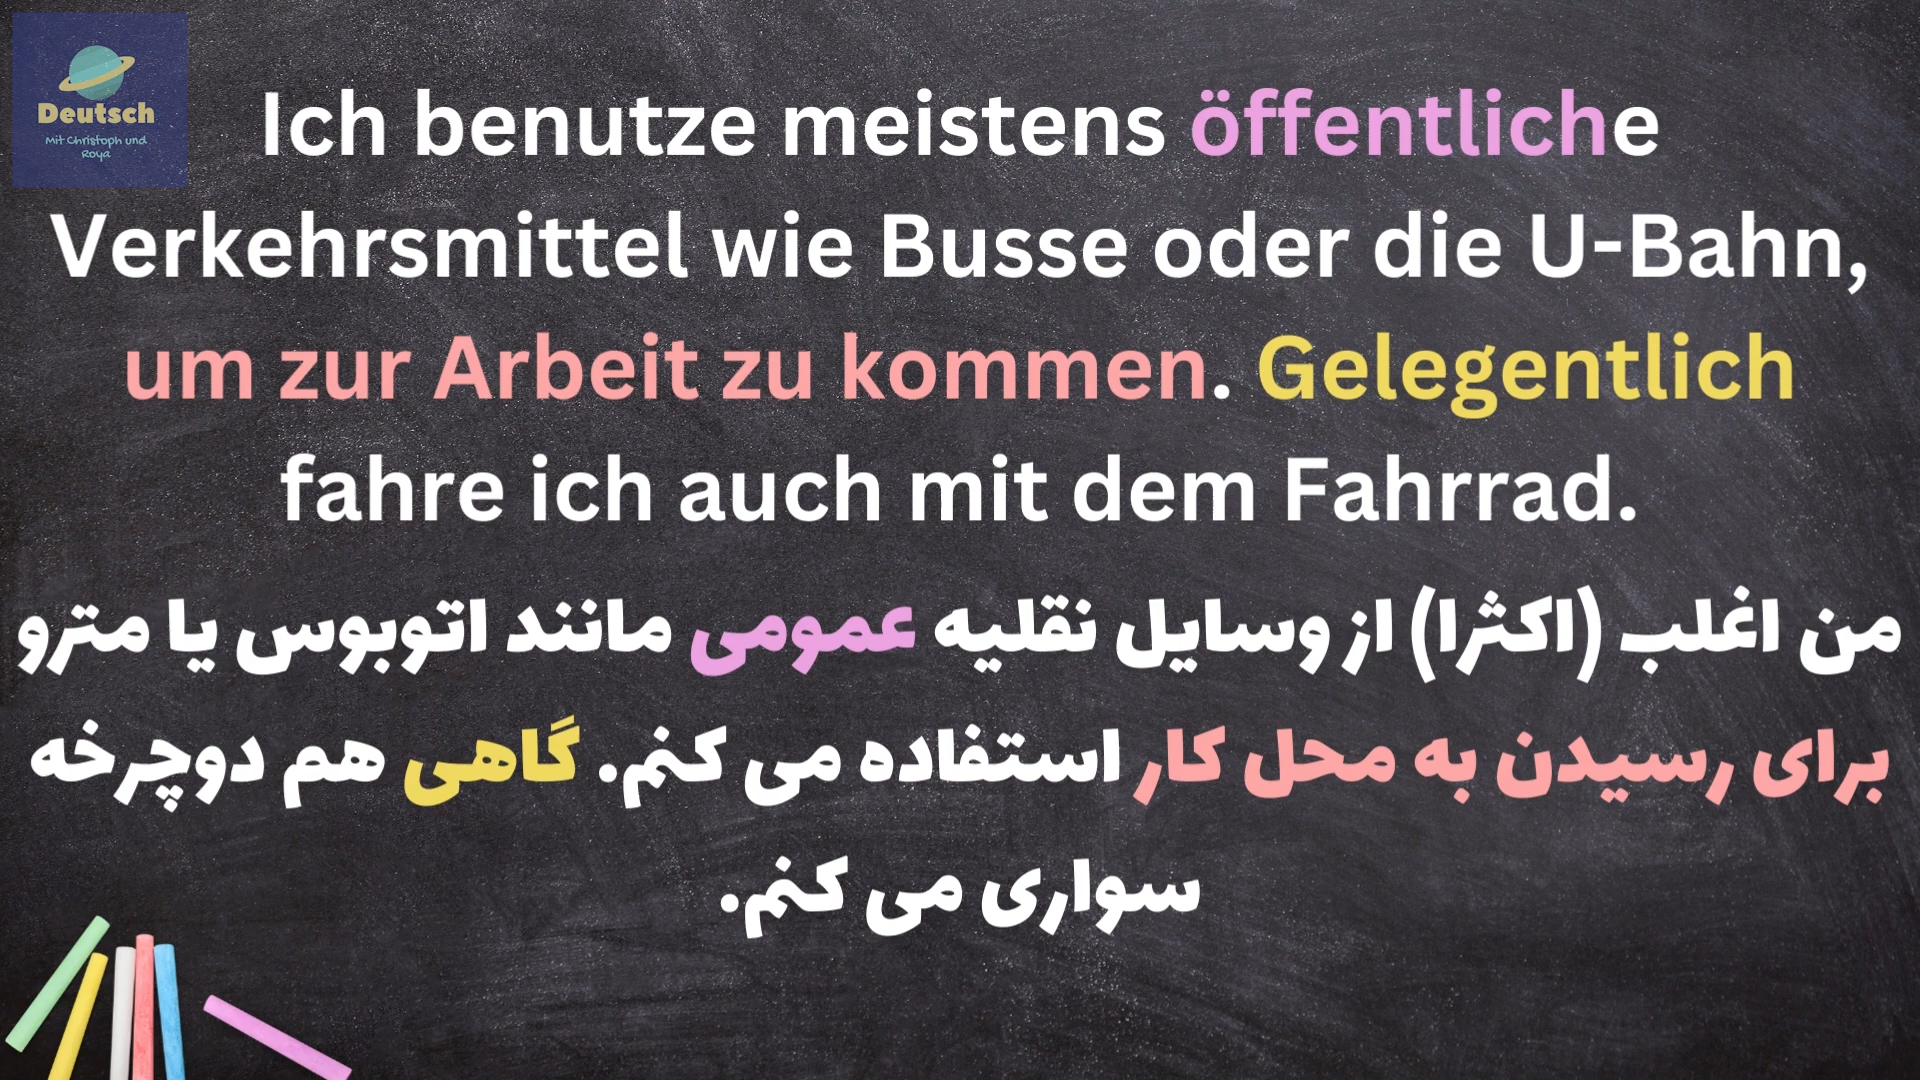 Deutsch
Mit Christoph und
Roya
Ich benutze meistens öffentliche
Verkehrsmittel wie Busse oder die U-Bahn,
um zur Arbeit zu kommen. Gelegentlich
fahre ich auch mit dem Fahrrad.
من اغلب (اکثرا) از وسایل نقلیه عمومی مانند اتوبوس یا مترو
برای رسیدن به محل کار استفاده می کنم. گاهی هم دوچرخه
سواری می کنم.